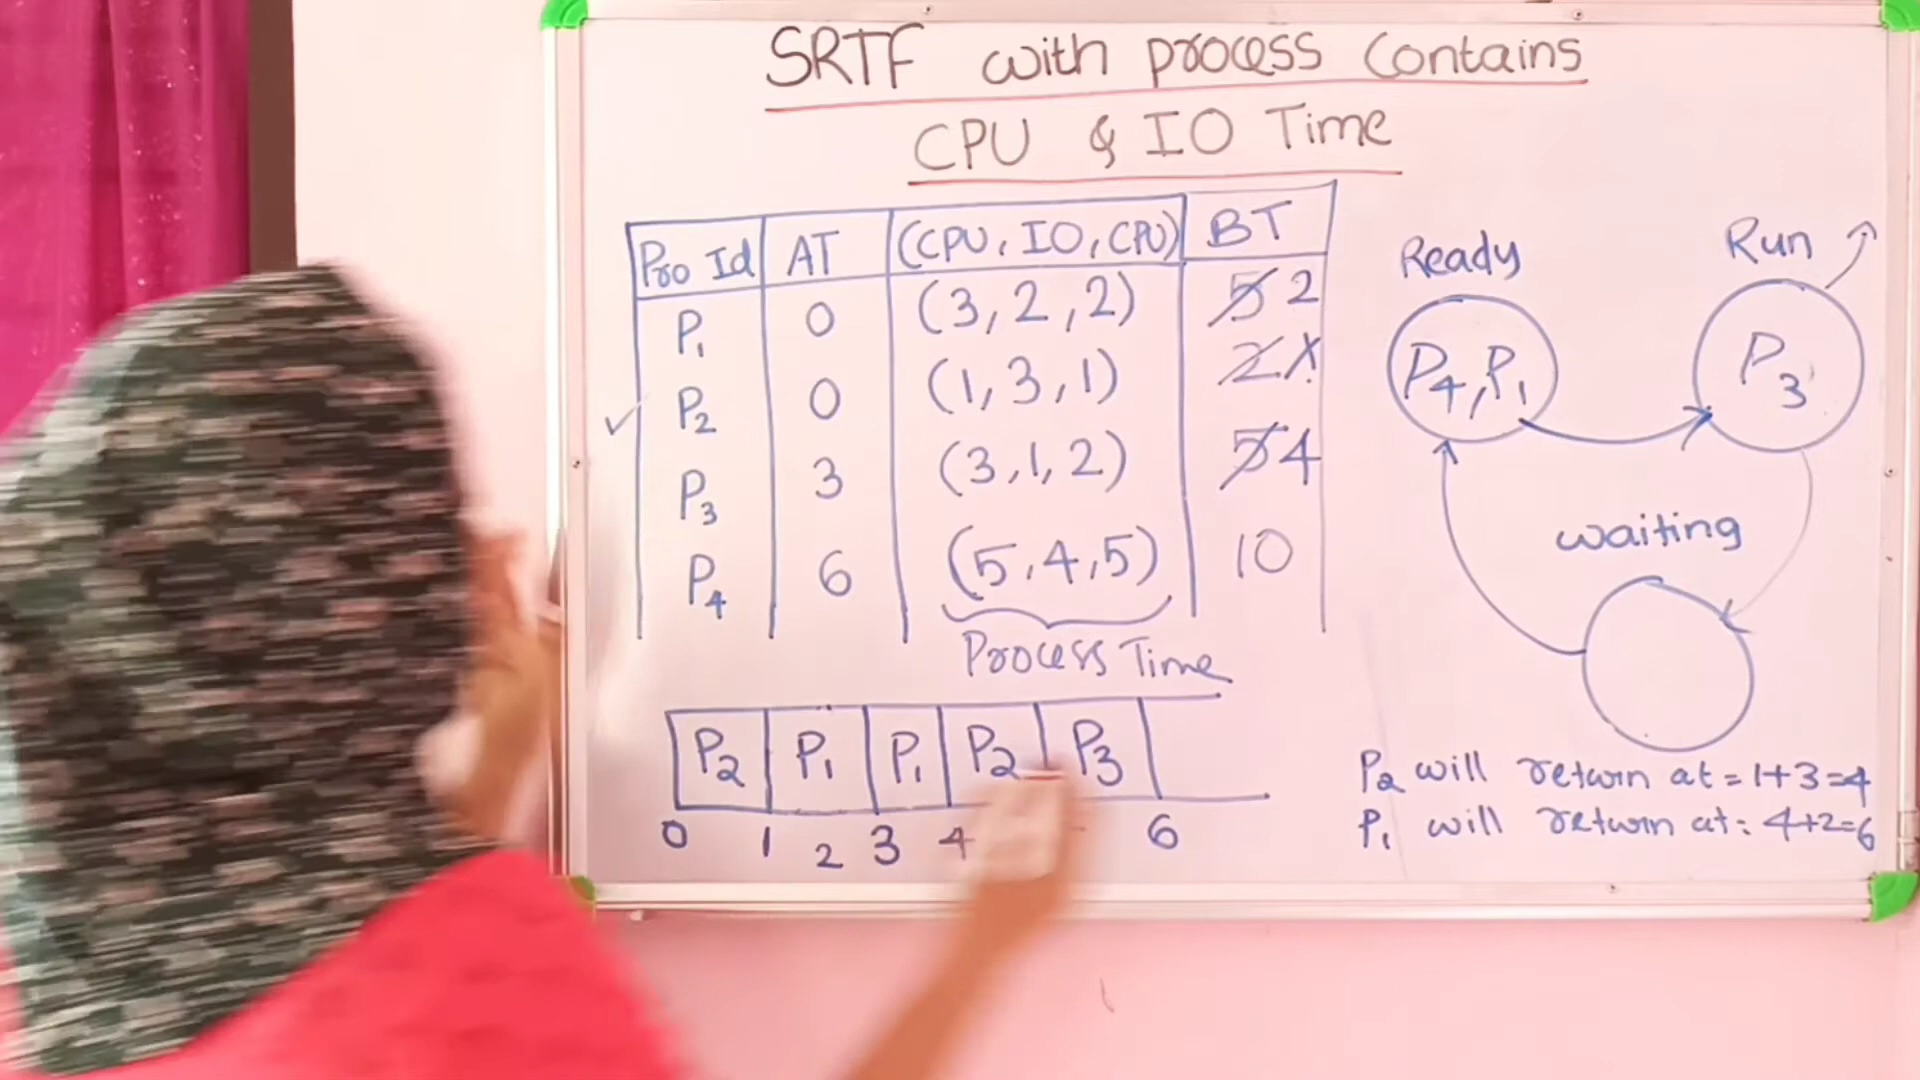 SRTF with process contains
CPU & IO Time
Pro Id AT (CPU, IO, CPU) BT
P1 0 (3, 2, 2) 5 2
P2 0 (1, 3, 1) 2 1
P3 3 (3, 1, 2) 5 4
P4 6 (5, 4, 5) 10
Process Time
Ready
Run
P4, P1
P3
waiting
P2 P1 P1 P2 P3
0 1 2 3 4 6
P2 will return at = 1+3=4
P1 will return at: 4+2=6